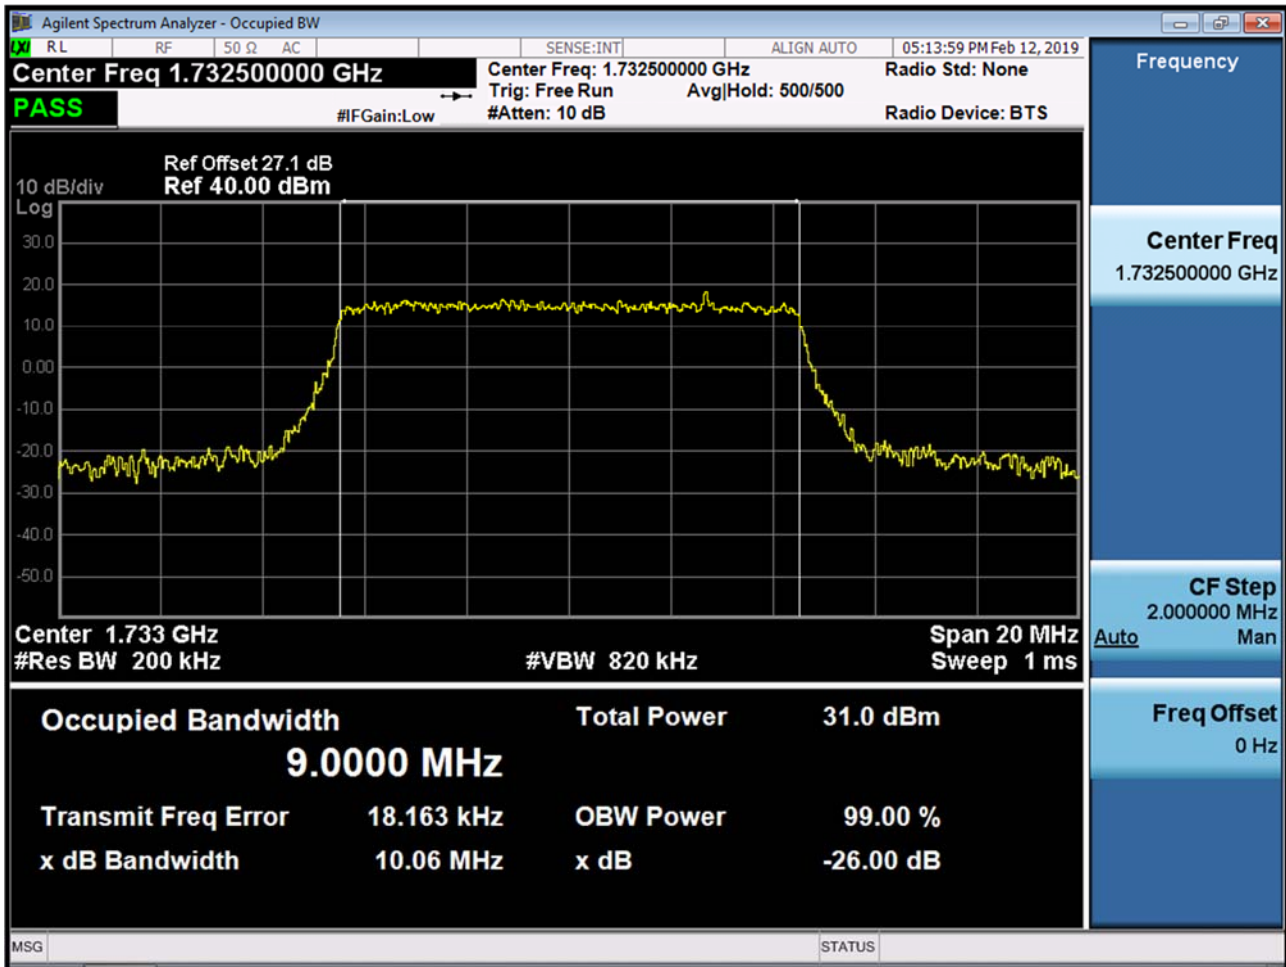 Agilent Spectrum Analyzer - Occupied BW
LXI RL RF 50 Ω AC SENSE:INT ALIGN AUTO 05:13:59 PM Feb 12, 2019
Center Freq 1.732500000 GHz
Center Freq: 1.732500000 GHz
Radio Std: None
Trig: Free Run
Avg|Hold: 500/500
PASS
#IFGain:Low
#Atten: 10 dB
Radio Device: BTS
Ref Offset 27.1 dB
10 dB/div
Ref 40.00 dBm
Log
30.0
20.0
10.0
0.00
-10.0
-20.0
-30.0
-40.0
-50.0
Center 1.733 GHz
Span 20 MHz
#Res BW 200 kHz
#VBW 820 kHz
Sweep 1 ms
Occupied Bandwidth
Total Power 31.0 dBm
9.0000 MHz
Transmit Freq Error 18.163 kHz
OBW Power 99.00 %
x dB Bandwidth 10.06 MHz
x dB -26.00 dB
MSG
STATUS
Frequency
Center Freq
1.732500000 GHz
CF Step
2.000000 MHz
Auto Man
Freq Offset
0 Hz